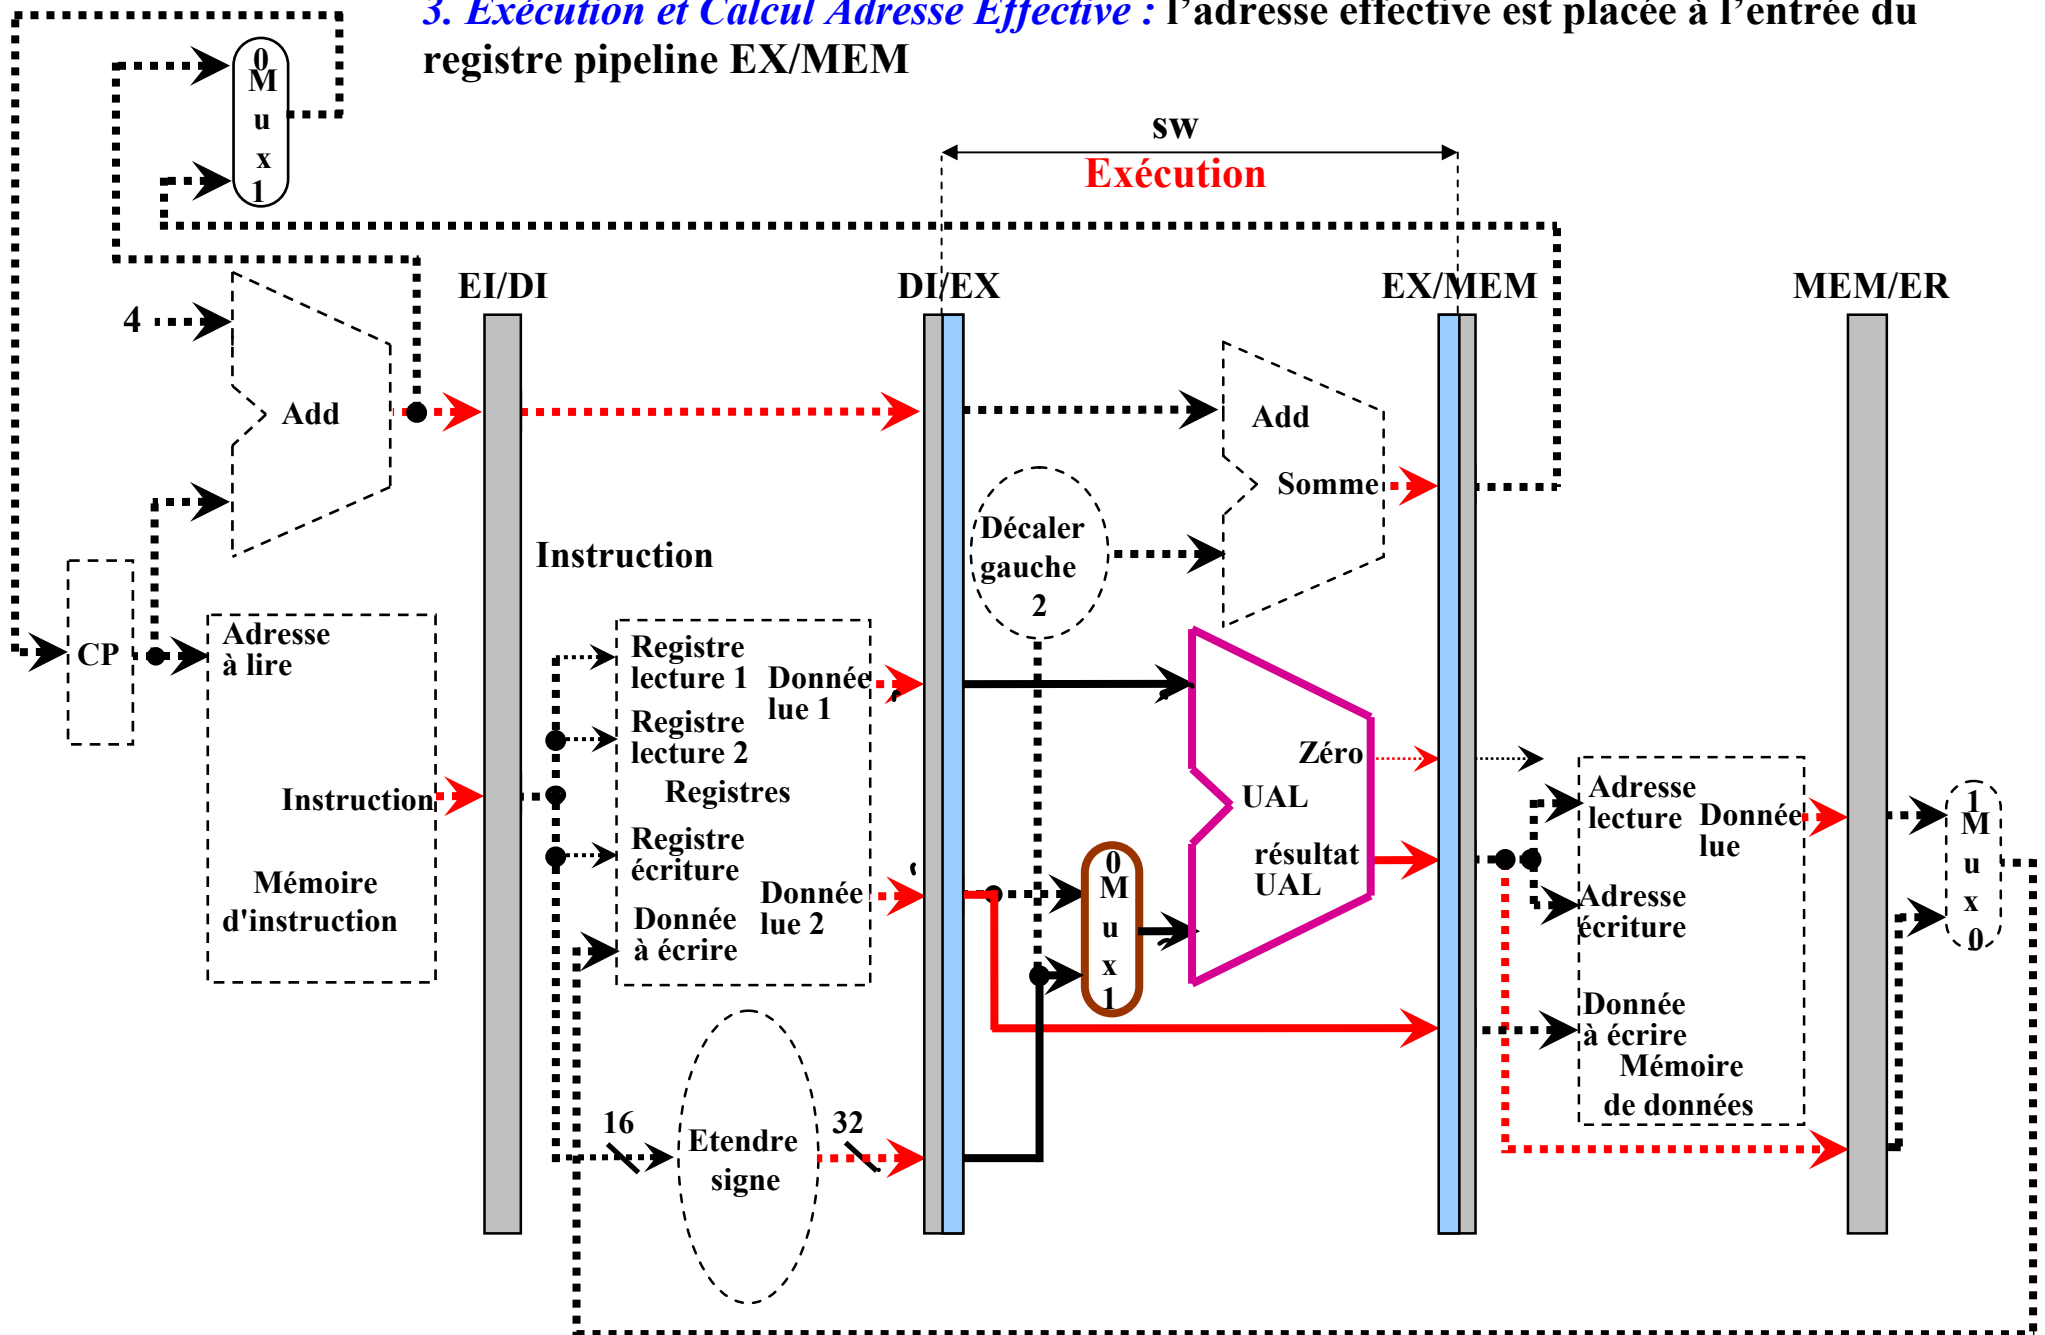 3. Exécution et Calcul Adresse Effective : l’adresse effective est placée à l’entrée du
registre pipeline EX/MEM
0
M
u
x
1
sw
Exécution
EI/DI
DI/EX
EX/MEM
MEM/ER
4
Add
Add
Somme
Décaler
gauche
2
Instruction
CP
Adresse
à lire
Instruction
Mémoire
d'instruction
Registre
lecture 1
Donnée
lue 1
Registre
lecture 2
Registres
Registre
écriture
Donnée
lue 2
Donnée
à écrire
16
Etendre
signe
32
0
M
u
x
1
Zéro
UAL
résultat
UAL
Adresse
lecture
Donnée
lue
Adresse
écriture
Donnée
à écrire
Mémoire
de données
1
M
u
x
0